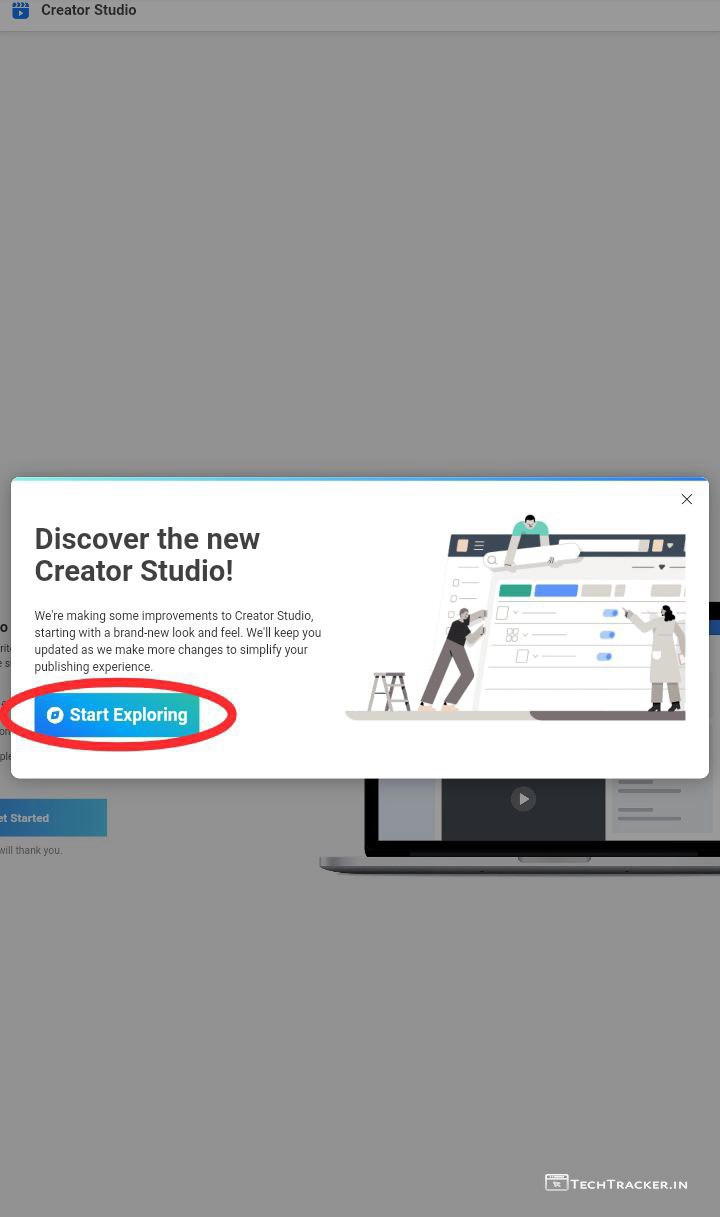 Creator Studio
Discover the new
Creator Studio!
We're making some improvements to Creator Studio,
starting with a brand-new look and feel. We'll keep you
updated as we make more changes to simplify your
publishing experience.
Start Exploring
Started
will thank you.
TECHTRACKER.IN